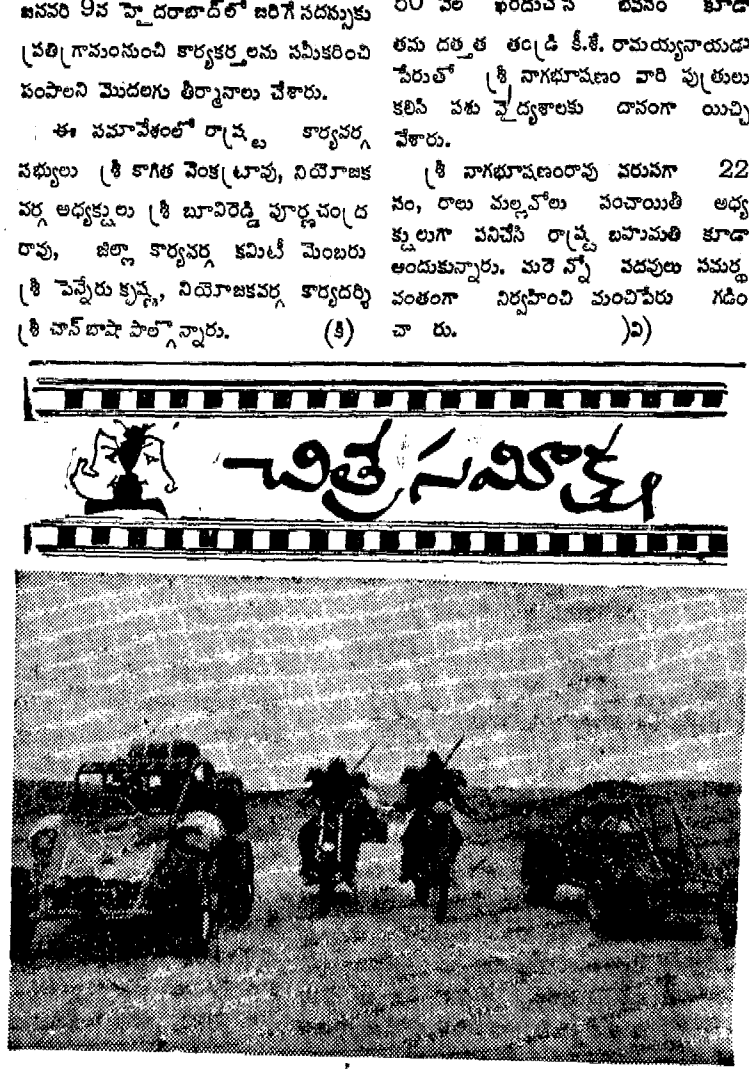 జనవరి 9వ హైదరాబాద్‌లో జరిగే సదస్సుకు
ప్రతి గ్రామంనుంచి కార్యకర్తలను సమీకరించి
పంపాలని మొదలగు తీర్మానాలు చేశారు.
ఈ సమావేశంలో రాష్ట్ర కార్యవర్గ
సభ్యులు శ్రీ కాగిత వెంకట్రావు, నియోజక
వర్గ అధ్యక్షులు శ్రీ బూవిరెడ్డి పూర్ణచంద్ర
రావు, జిల్లా కార్యవర్గ కమిటీ మెంబరు
శ్రీ పెన్నేరు కృష్ణ, నియోజకవర్గ కార్యదర్శి
శ్రీ చాన్ బాషా పాల్గొన్నారు. (కి)
50 వేల ఖరీదుచేసే భవనం కూడా
తమ దత్తత తండ్రి కీ.శే. రామయ్యనాయుడు
పేరుతో శ్రీ నాగభూషణం వారి పుత్రులు
కలిసి పశు వైద్యశాలకు దానంగా యిచ్చి
వేశారు.
శ్రీ నాగభూషణంరావు వరుసగా 22
సం, రాలు మల్లవోలు పంచాయితీ అధ్య
క్షులుగా పనిచేసి రాష్ట్ర బహుమతి కూడా
అందుకున్నారు. మరెన్నో పదవులు సమర్థ
వంతంగా నిర్వహించి మంచిపేరు గడిం
చా రు. )వి)
చిత్ర సమీక్ష